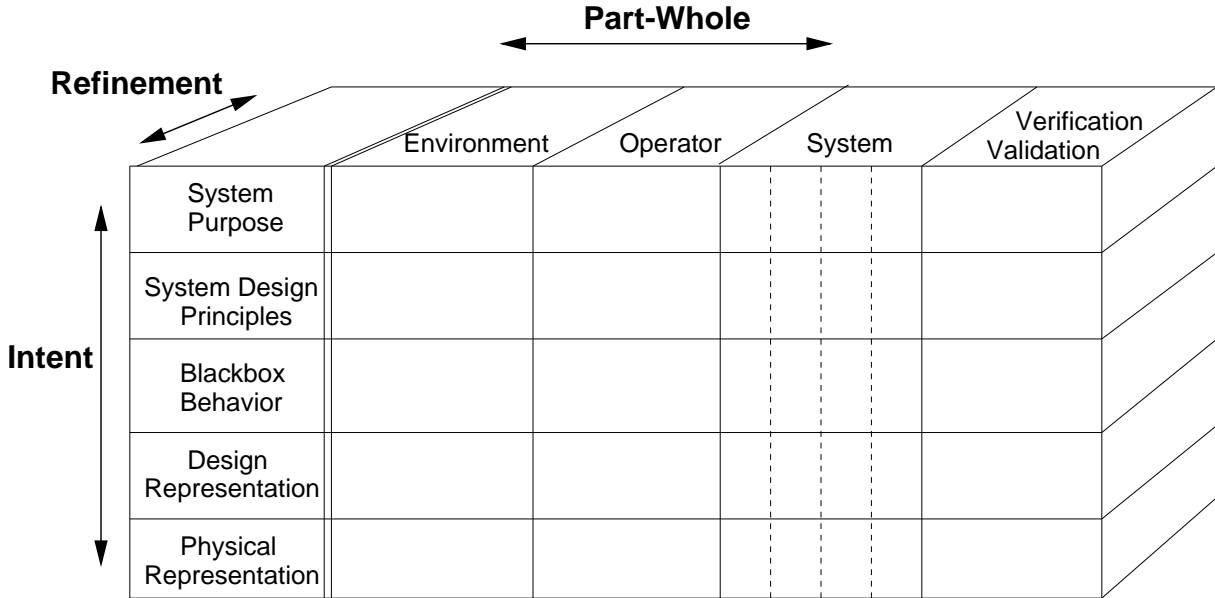 Part-Whole
Refinement
Environment
Operator
System
Verification
Validation
Intent
System
Purpose
System Design
Principles
Blackbox
Behavior
Design
Representation
Physical
Representation